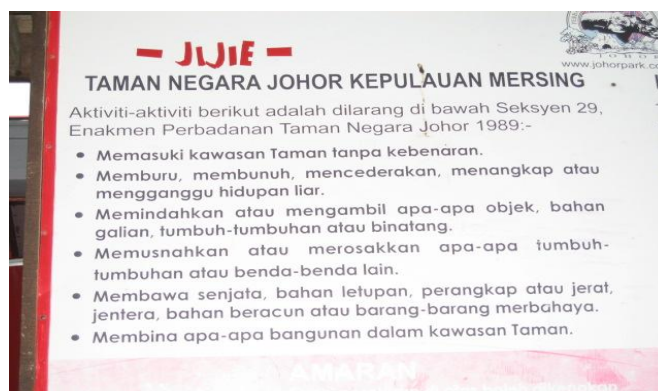 JIJIE
www.johorpark.co
TAMAN NEGARA JOHOR KEPULAUAN MERSING
Aktiviti-aktiviti berikut adalah dilarang di bawah Seksyen 29,
Enakmen Perbadanan Taman Negara Johor 1989:-
• Memasuki kawasan Taman tanpa kebenaran.
• Memburu, membunuh, mencederakan, menangkap atau
mengganggu hidupan liar.
• Memindahkan atau mengambil apa-apa objek, bahan
galian, tumbuh-tumbuhan atau binatang.
• Memusnahkan atau merosakkan apa-apa tumbuh-
tumbuhan atau benda-benda lain.
• Membawa senjata, bahan letupan, perangkap atau jerat,
jentera, bahan beracun atau barang-barang merbahaya.
• Membina apa-apa bangunan dalam kawasan Taman.
AMARAN